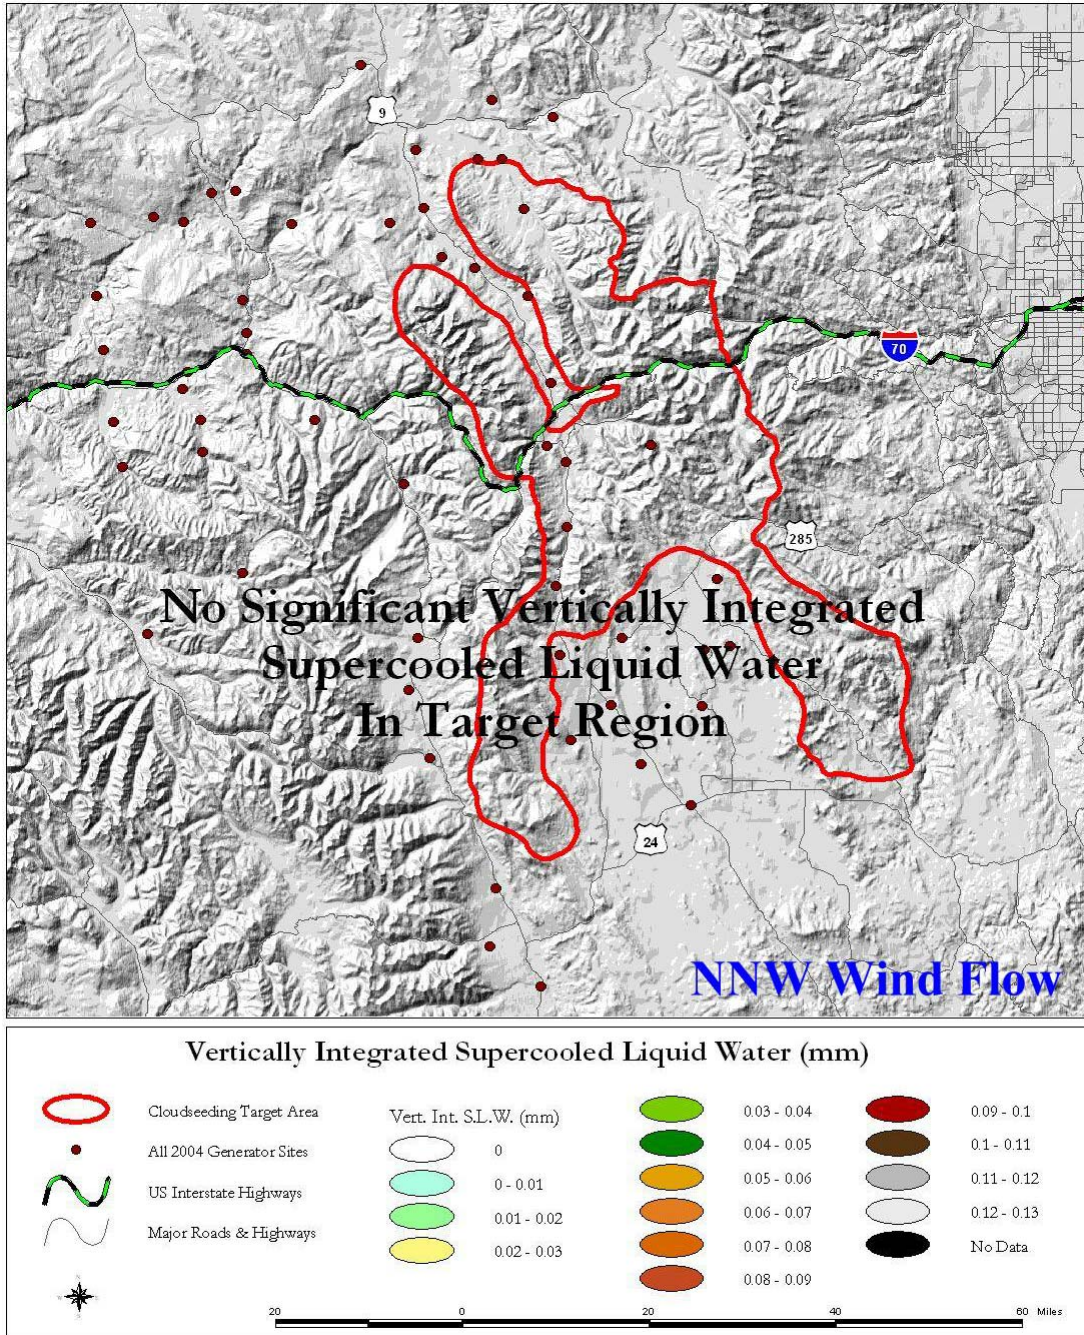 9
70
285
No Significant Vertically Integrated
Supercooled Liquid Water
In Target Region
24
NNW Wind Flow
Vertically Integrated Supercooled Liquid Water (mm)
Cloudseeding Target Area
All 2004 Generator Sites
US Interstate Highways
Major Roads & Highways
Vert. Int. S.L.W. (mm)
0
0 - 0.01
0.01 - 0.02
0.02 - 0.03
0.03 - 0.04
0.04 - 0.05
0.05 - 0.06
0.06 - 0.07
0.07 - 0.08
0.08 - 0.09
0.09 - 0.1
0.1 - 0.11
0.11 - 0.12
0.12 - 0.13
No Data
20 0 20 40 60 Miles